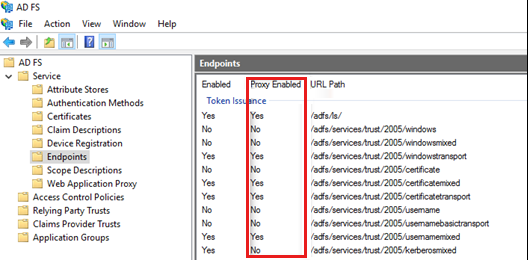 AD FS
File Action View Window Help
AD FS
Service
Attribute Stores
Authentication Methods
Certificates
Claim Descriptions
Device Registration
Endpoints
Scope Descriptions
Web Application Proxy
Access Control Policies
Relying Party Trusts
Claims Provider Trusts
Application Groups
Endpoints
Enabled Proxy Enabled URL Path
Token Issuance
Yes Yes /adfs/ls/
No No /adfs/services/trust/2005/windows
No No /adfs/services/trust/2005/windowsmixed
Yes Yes /adfs/services/trust/2005/windowstransport
No No /adfs/services/trust/2005/certificate
Yes Yes /adfs/services/trust/2005/certificatemixed
Yes Yes /adfs/services/trust/2005/certificatetransport
No No /adfs/services/trust/2005/username
No No /adfs/services/trust/2005/usernamebasictransport
Yes Yes /adfs/services/trust/2005/usernamemixed
Yes No /adfs/services/trust/2005/kerberosmixed